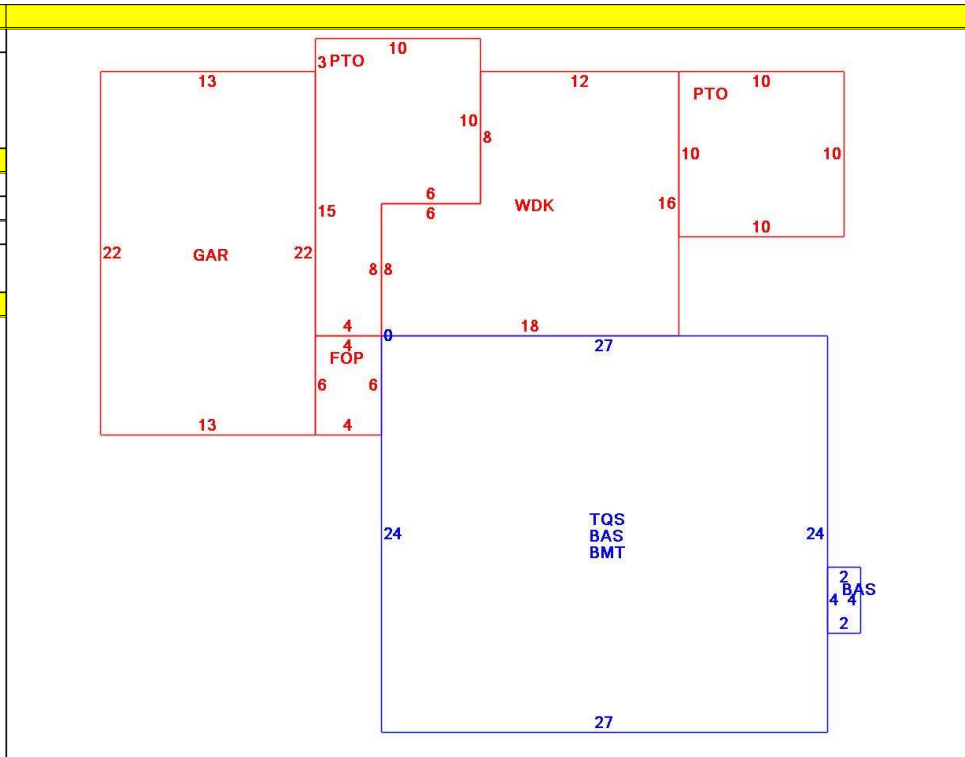 10
3 PTO
13 12 10
PTO
10
8
10 10
6
15 WDK 16
6
10
22 GAR 22
8 8
4 0 18
4 27
FOP
6 6
13 4
TQS
24 BAS 24
BMT
2
BAS
4 4
2
27